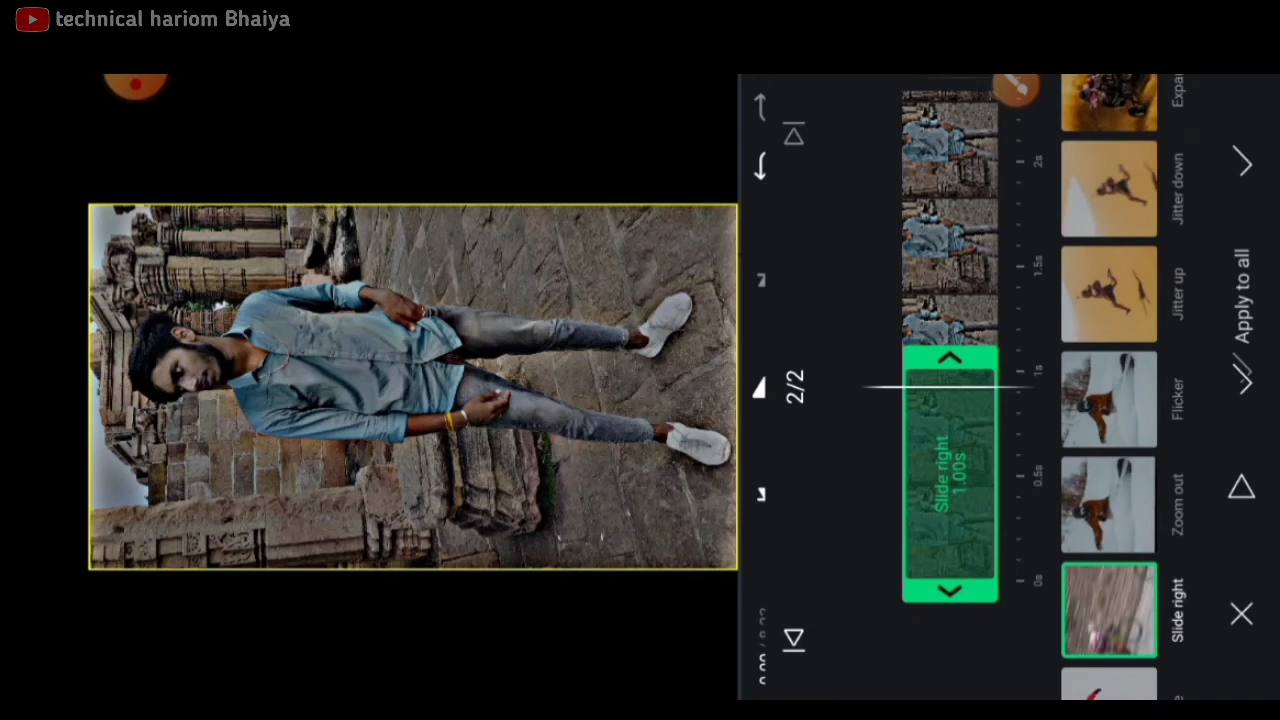 technical hariom Bhaiya
2/2
Slide right
1.00s
2s
1.5s
1s
0.5s
0s
Jitter down
Jitter up
Flicker
Zoom out
Slide right
Apply to all